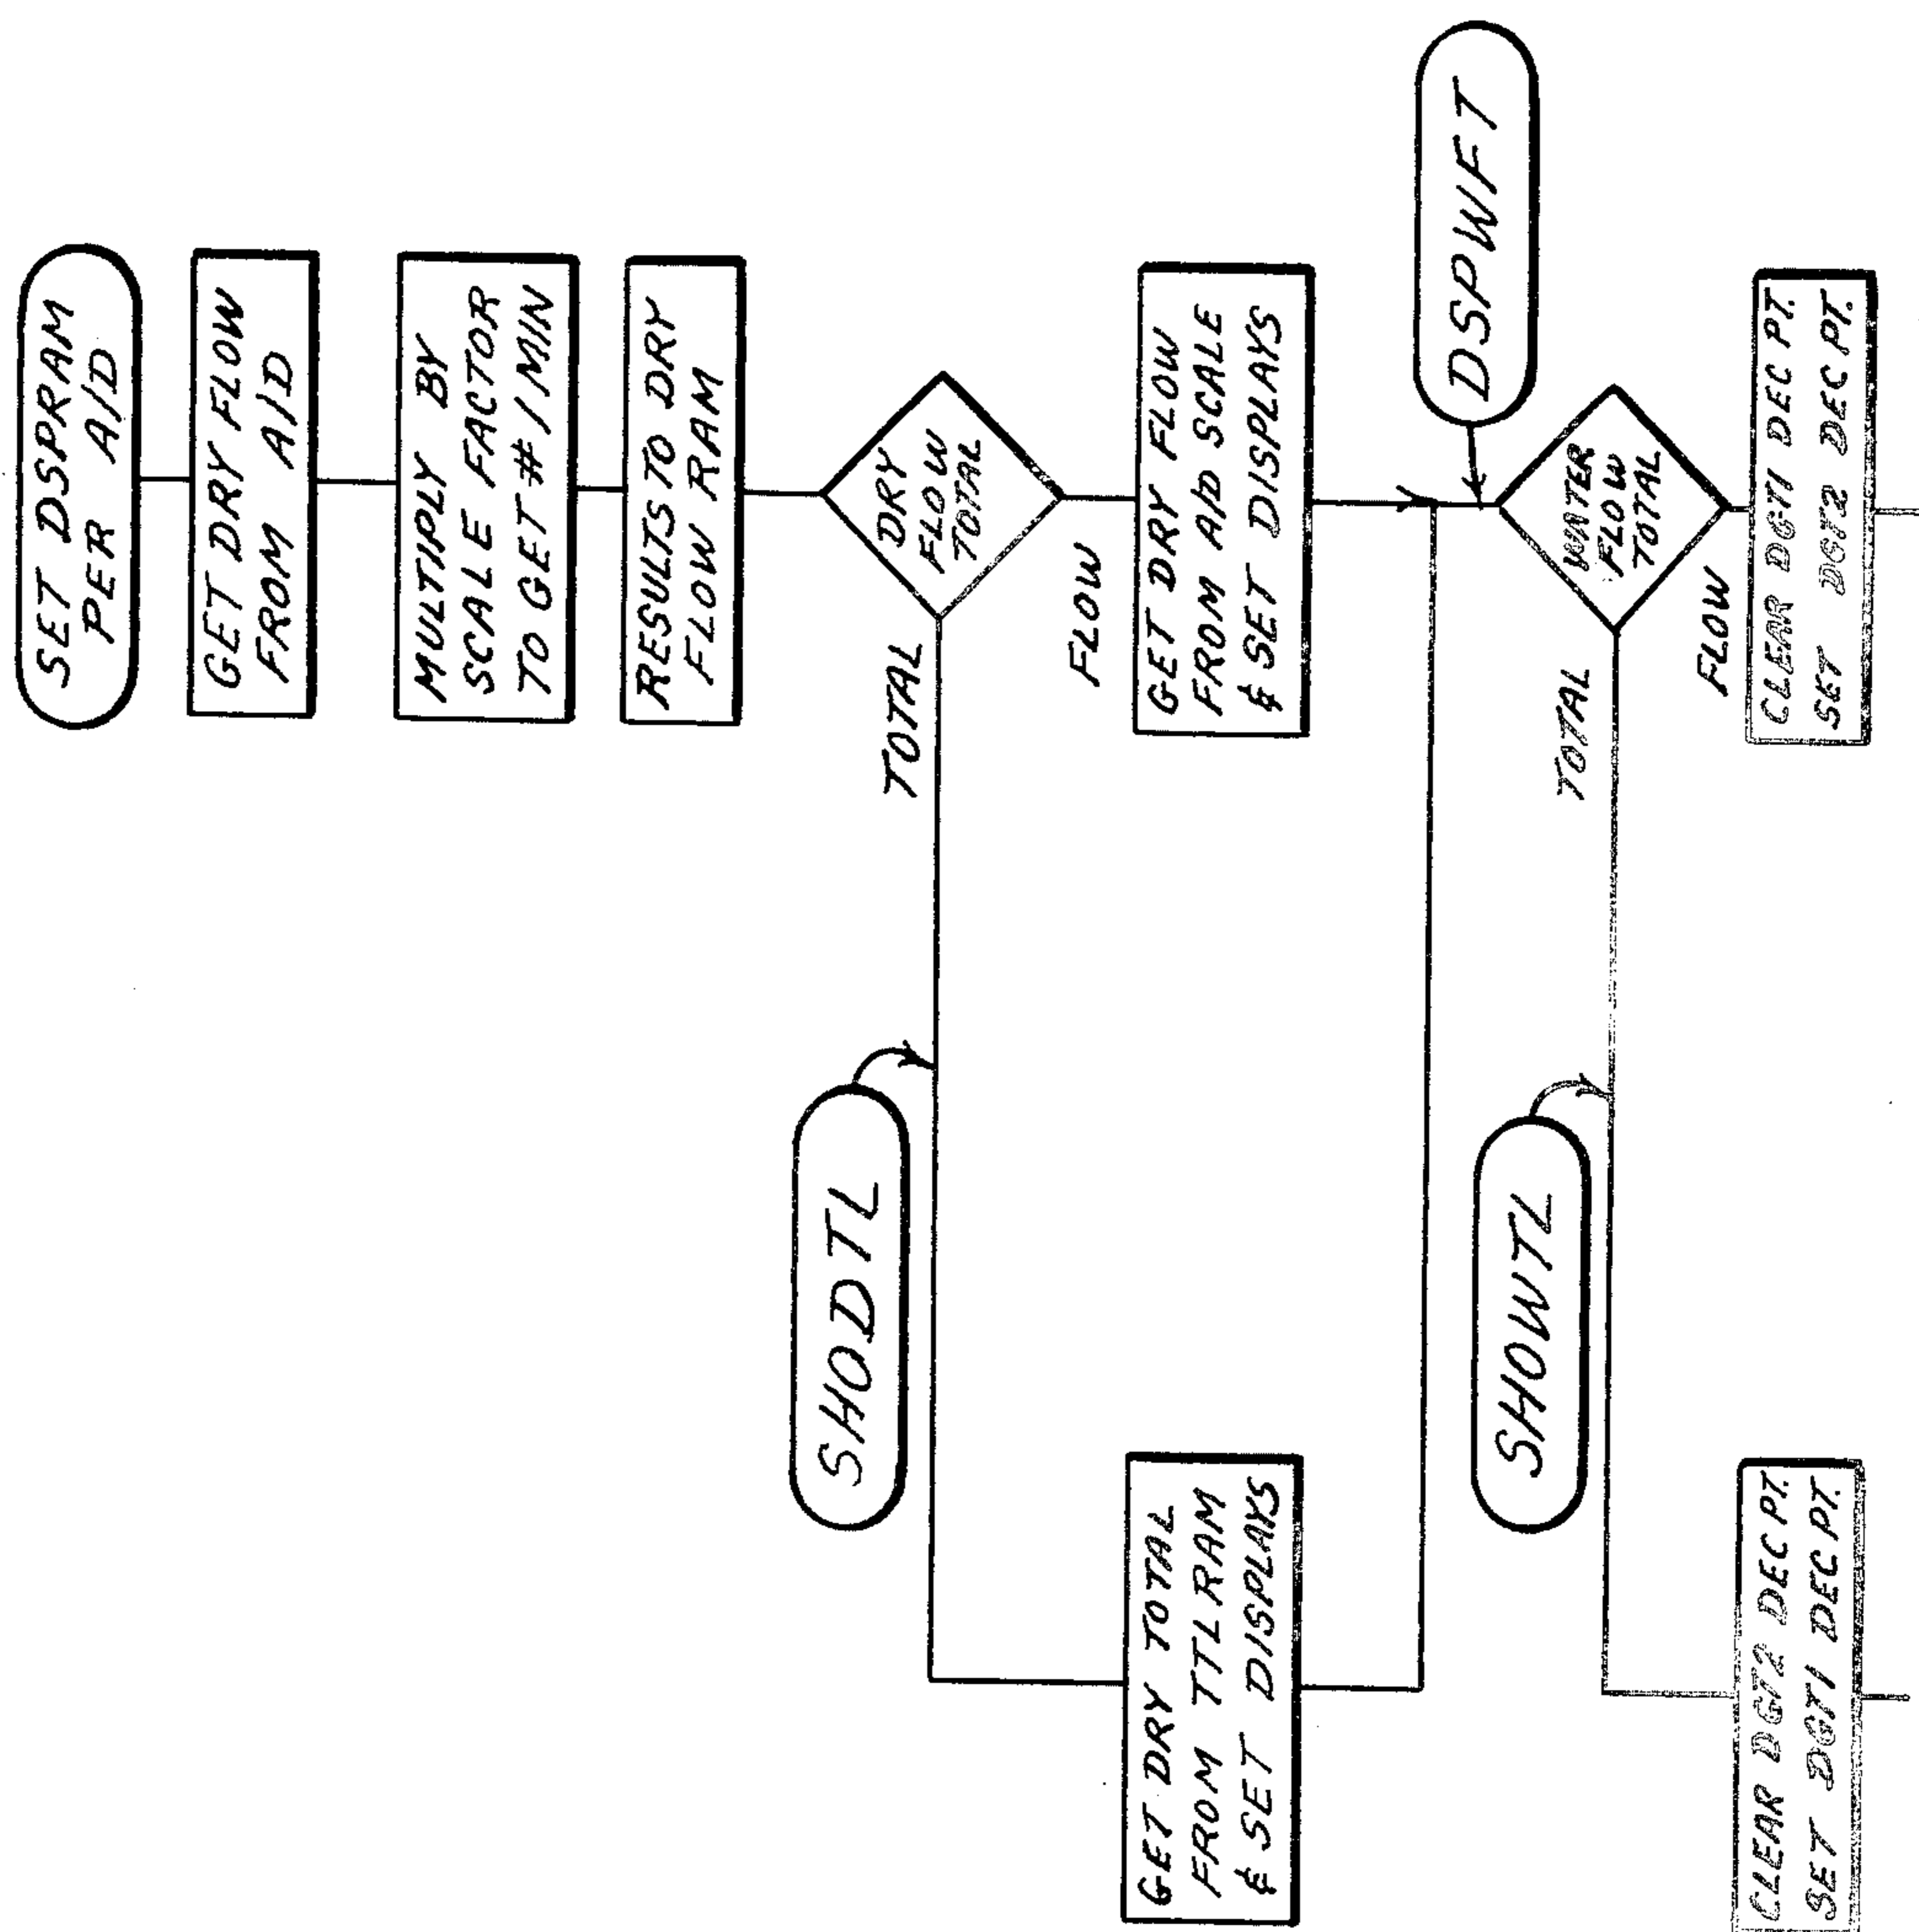 SET DSPRAM
PER A/D
GET DRY FLOW
FROM A/D
MULTIPLY BY
SCALE FACTOR
TO GET #/MIN
RESULTS TO DRY
FLOW RAM
DRY
FLOW
TOTAL
TOTAL
SHODTL
FLOW
GET DRY FLOW
FROM A/D SCALE
& SET DISPLAYS
GET DRY TOTAL
FROM TTLRAM
& SET DISPLAYS
DSPWFT
WATER
FLOW
TOTAL
TOTAL
SHOWTL
FLOW
CLEAR DGT1 DEC PT.
SET DGT2 DEC PT.
CLEAR DGT2 DEC PT.
SET DGT1 DEC PT.